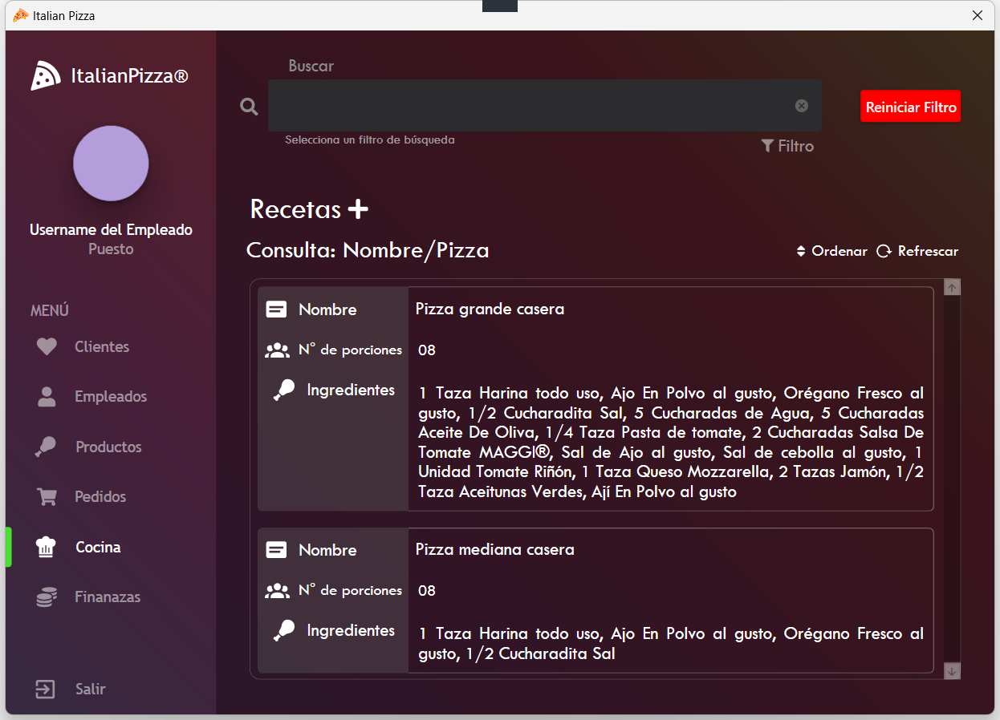 Italian Pizza
ItalianPizza®
Username del Empleado
Puesto
MENÚ
Clientes
Empleados
Productos
Pedidos
Cocina
Finanazas
Salir
Buscar
Reiniciar Filtro
Selecciona un filtro de búsqueda
Filtro
Recetas
Consulta: Nombre/Pizza
Ordenar Refrescar
Nombre Pizza grande casera
N° de porciones 08
Ingredientes 1 Taza Harina todo uso, Ajo En Polvo al gusto, Orégano Fresco al
gusto, 1/2 Cucharadita Sal, 5 Cucharadas de Agua, 5 Cucharadas
Aceite De Oliva, 1/4 Taza Pasta de tomate, 2 Cucharadas Salsa De
Tomate MAGGI®, Sal de Ajo al gusto, Sal de cebolla al gusto, 1
Unidad Tomate Riñón, 1 Taza Queso Mozzarella, 2 Tazas Jamón, 1/2
Taza Aceitunas Verdes, Ají En Polvo al gusto
Nombre Pizza mediana casera
N° de porciones 08
Ingredientes 1 Taza Harina todo uso, Ajo En Polvo al gusto, Orégano Fresco al
gusto, 1/2 Cucharadita Sal